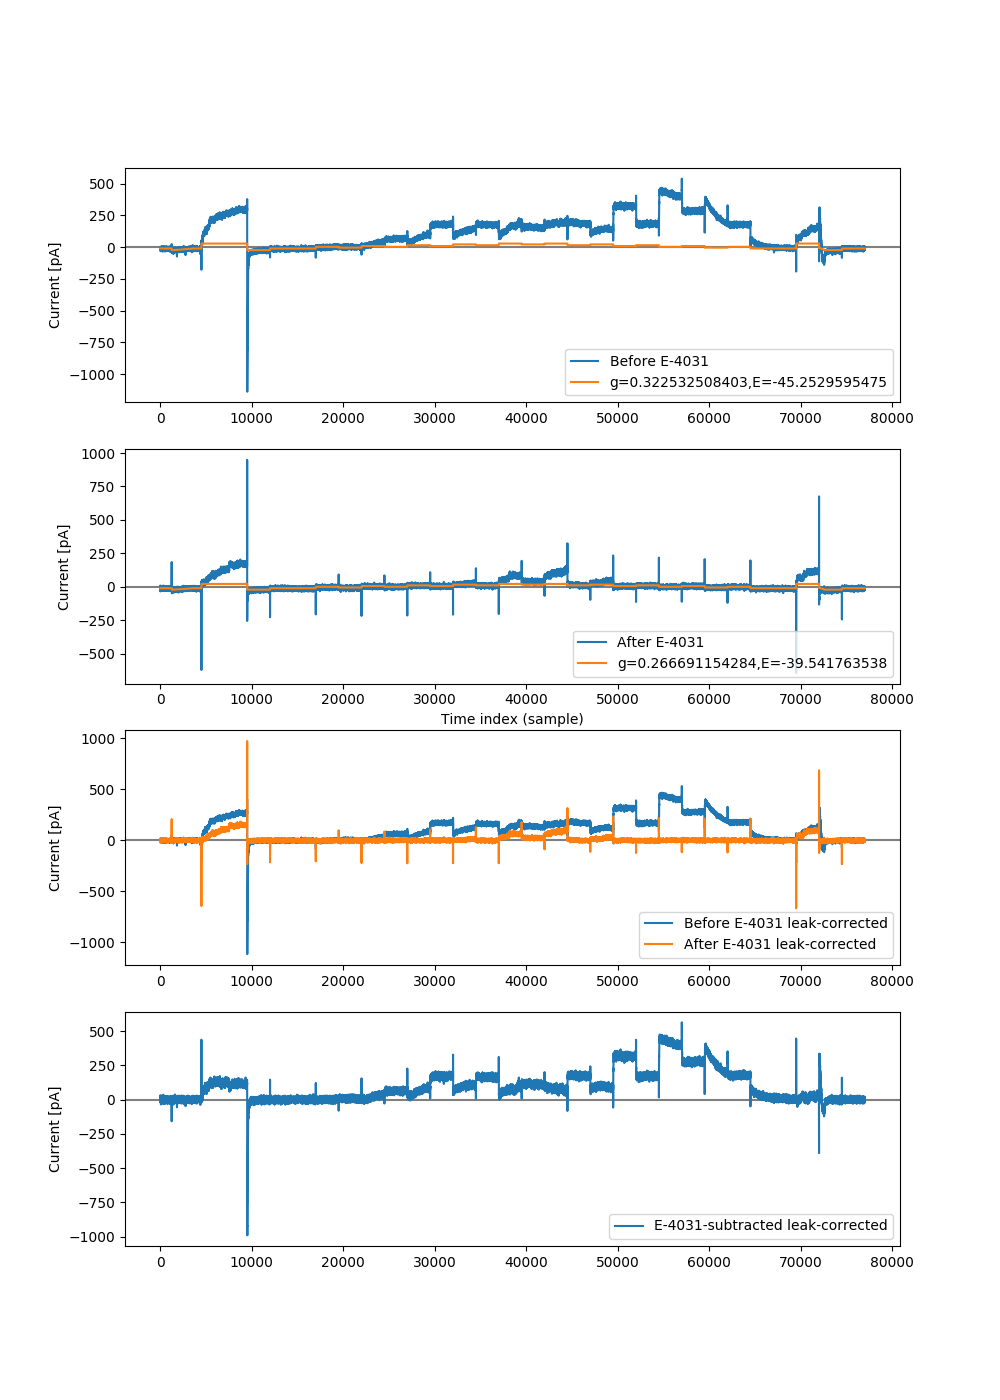 500
250
0
−250
−500
−750
−1000
Current [pA]
Before E-4031
g=0.322532508403,E=-45.2529595475
0 10000 20000 30000 40000 50000 60000 70000 80000
1000
750
500
250
0
−250
−500
Current [pA]
After E-4031
g=0.266691154284,E=-39.541763538
0 10000 20000 30000 40000 50000 60000 70000 80000
Time index (sample)
1000
500
0
−500
−1000
Current [pA]
Before E-4031 leak-corrected
After E-4031 leak-corrected
0 10000 20000 30000 40000 50000 60000 70000 80000
500
250
0
−250
−500
−750
−1000
Current [pA]
E-4031-subtracted leak-corrected
0 10000 20000 30000 40000 50000 60000 70000 80000